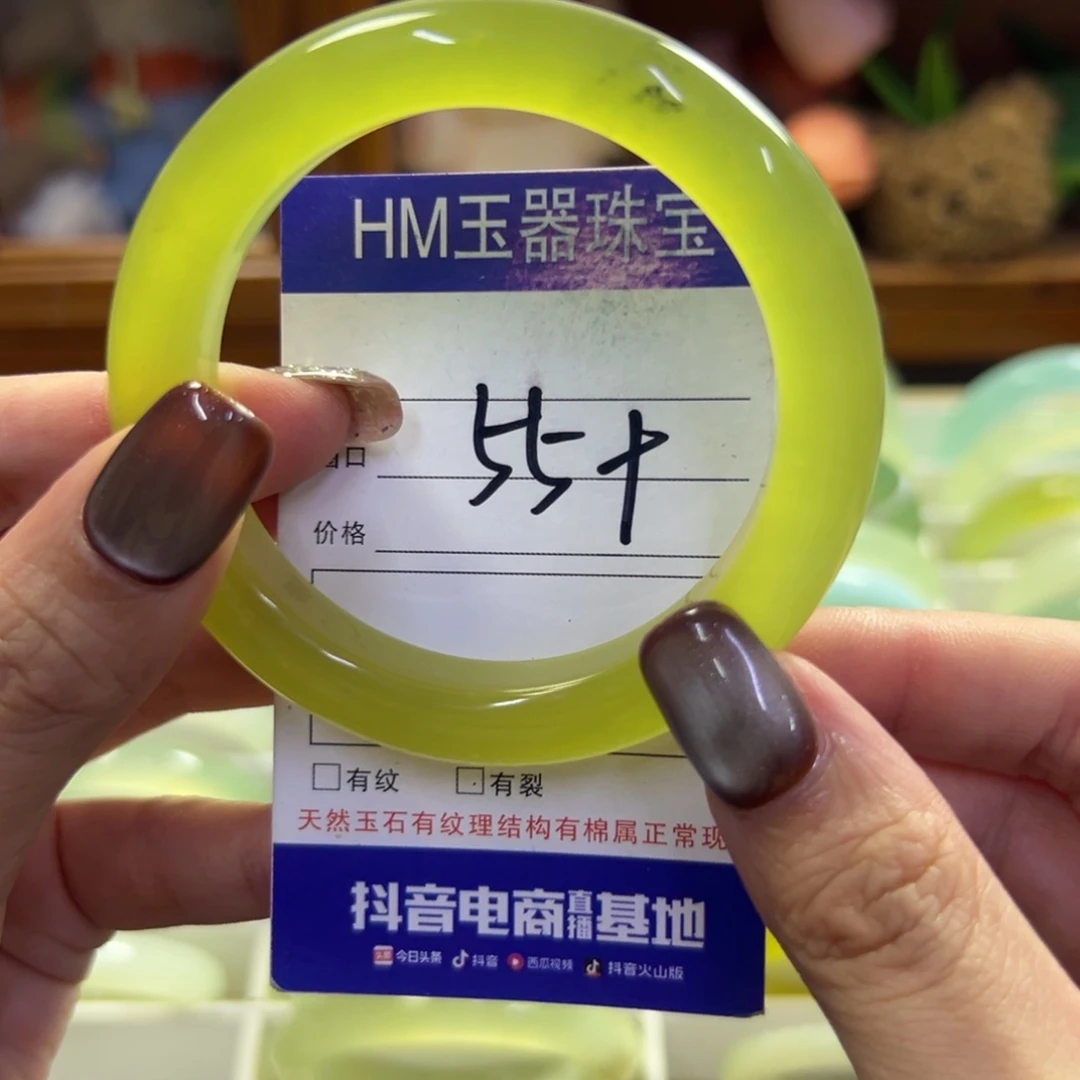 HM玉器珠宝
55+
口
价格
有纹 有裂
天然玉石有纹理结构有棉属正常现
抖音电商直播基地
头条 今日头条 抖音 西瓜视频 抖音火山版